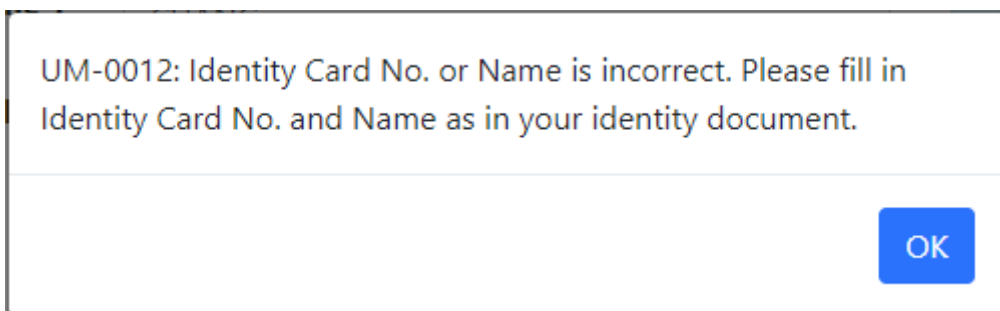 UM-0012: Identity Card No. or Name is incorrect. Please fill in
Identity Card No. and Name as in your identity document.
OK